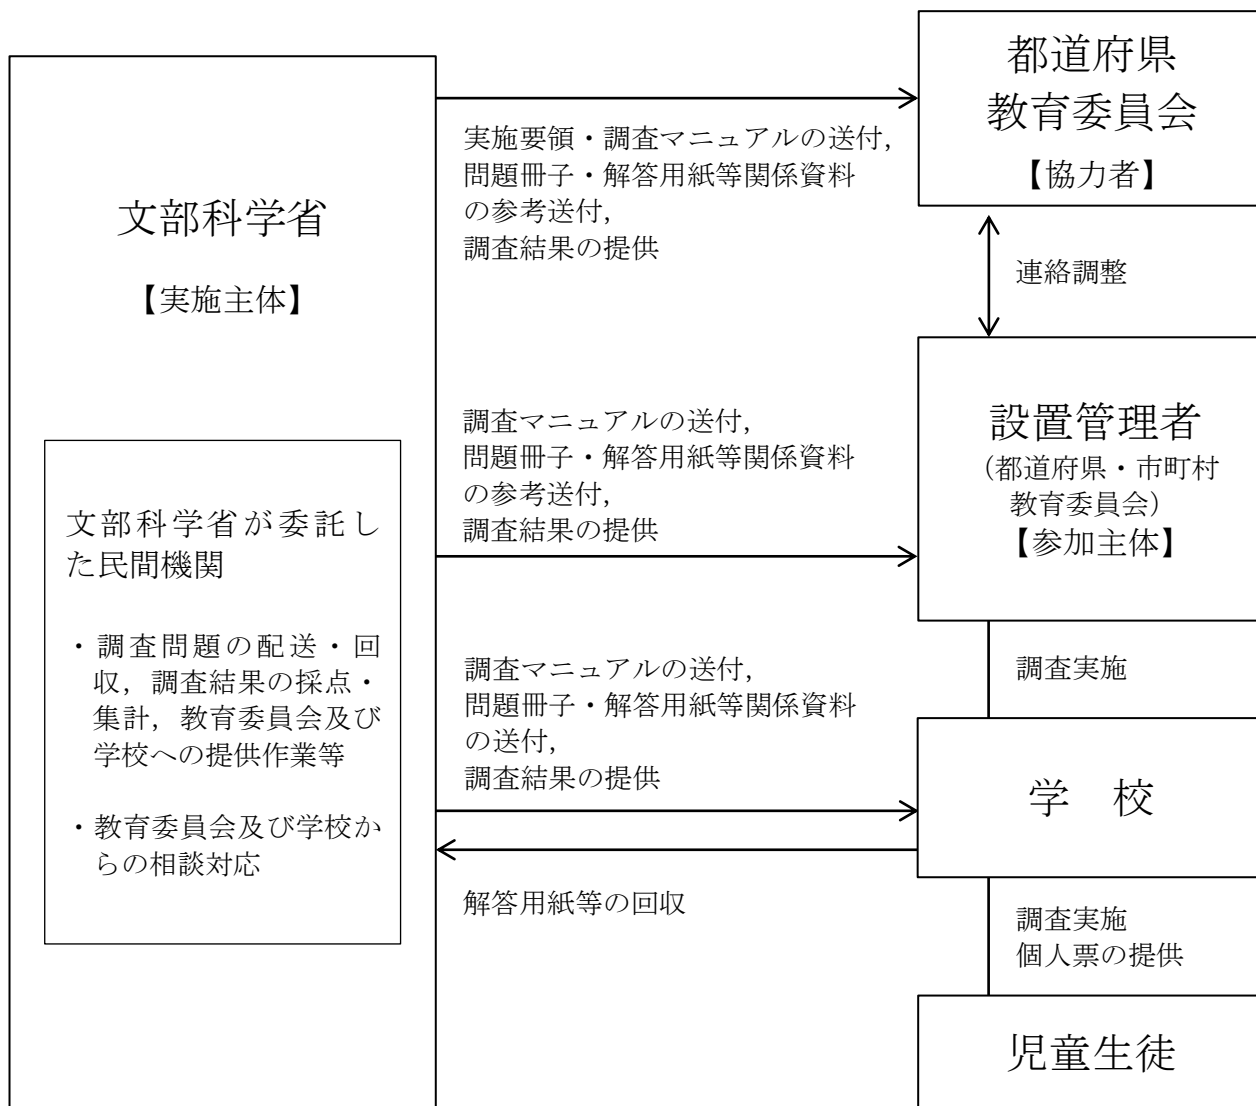 文部科学省
【実施主体】
文部科学省が委託し
た民間機関
・調査問題の配送・回
収，調査結果の採点・
集計，教育委員会及び
学校への提供作業等
・教育委員会及び学校か
らの相談対応
実施要領・調査マニュアルの送付，
問題冊子・解答用紙等関係資料
の参考送付，
調査結果の提供
調査マニュアルの送付，
問題冊子・解答用紙等関係資料
の参考送付，
調査結果の提供
調査マニュアルの送付，
問題冊子・解答用紙等関係資料
の送付，
調査結果の提供
解答用紙等の回収
都道府県
教育委員会
【協力者】
連絡調整
設置管理者
（都道府県・市町村
教育委員会）
【参加主体】
調査実施
学　校
調査実施
個人票の提供
児童生徒